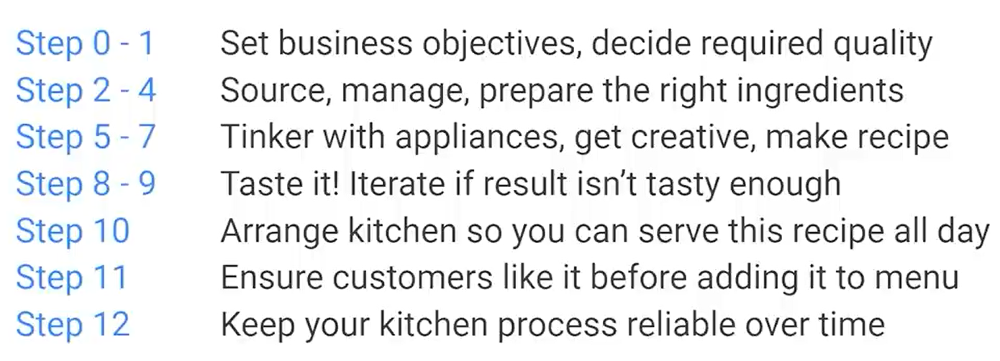 Step 0 - 1 Set business objectives, decide required quality
Step 2 - 4 Source, manage, prepare the right ingredients
Step 5 - 7 Tinker with appliances, get creative, make recipe
Step 8 - 9 Taste it! Iterate if result isn’t tasty enough
Step 10 Arrange kitchen so you can serve this recipe all day
Step 11 Ensure customers like it before adding it to menu
Step 12 Keep your kitchen process reliable over time